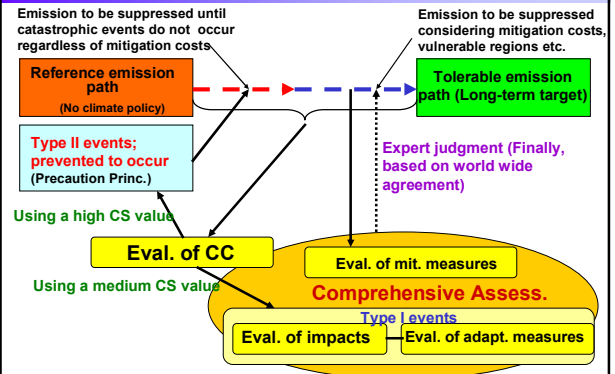 Emission to be suppressed until
catastrophic events do not occur
regardless of mitigation costs
Emission to be suppressed
considering mitigation costs,
vulnerable regions etc.
Reference emission
path
(No climate policy)
Tolerable emission
path (Long-term target)
Type II events;
prevented to occur
(Precaution Princ.)
Expert judgment (Finally,
based on world wide
agreement)
Using a high CS value
Eval. of CC
Eval. of mit. measures
Using a medium CS value
Comprehensive Assess.
Type I events
Eval. of impacts
Eval. of adapt. measures